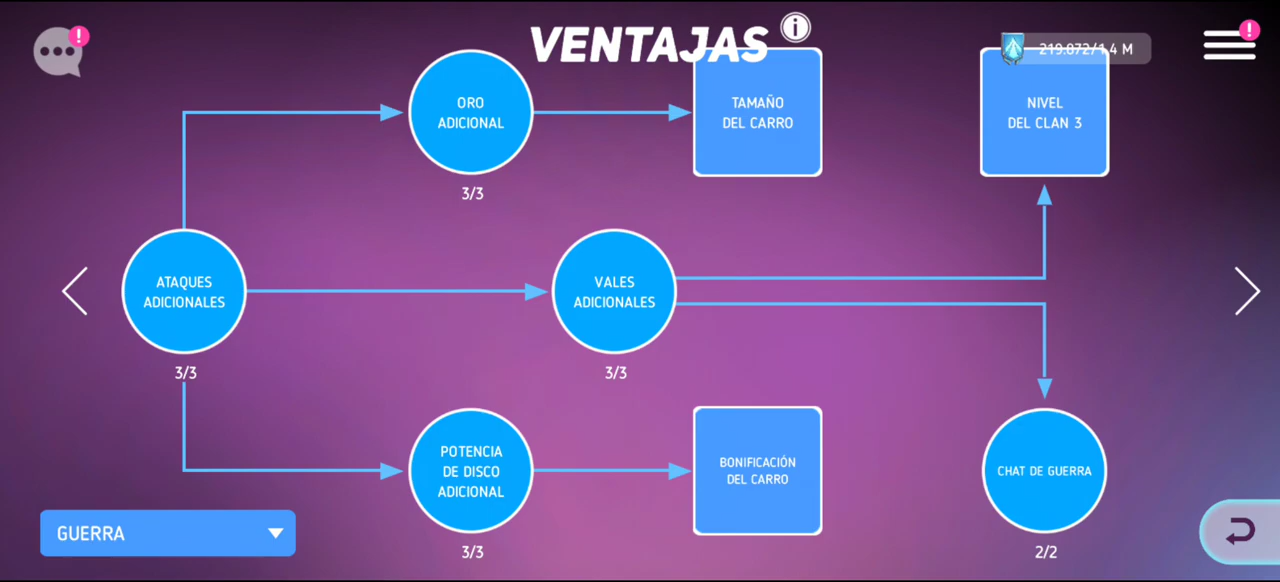 VENTAJAS
219.872/1,4 M
ORO
ADICIONAL
3/3
TAMAÑO
DEL CARRO
NIVEL
DEL CLAN 3
ATAQUES
ADICIONALES
3/3
VALES
ADICIONALES
3/3
POTENCIA
DE DISCO
ADICIONAL
3/3
BONIFICACIÓN
DEL CARRO
CHAT DE GUERRA
2/2
GUERRA